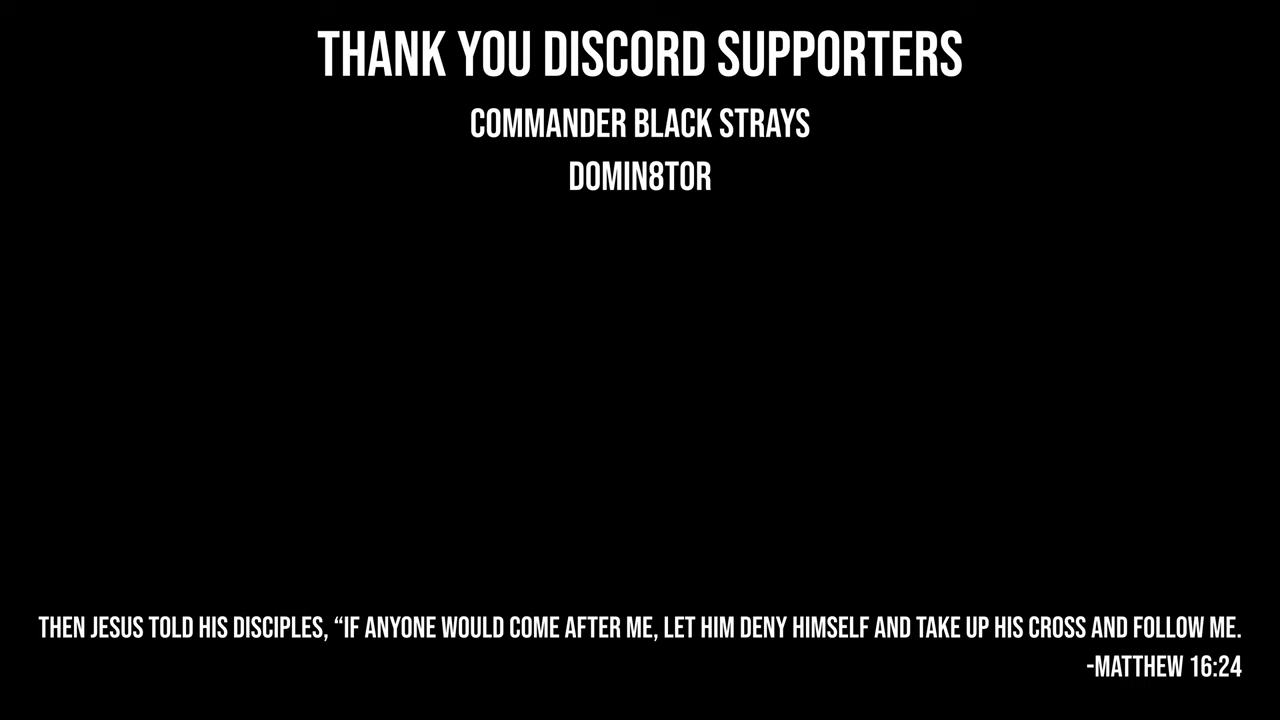 THANK YOU DISCORD SUPPORTERS
COMMANDER BLACK STRAYS
DOMIN8TOR
THEN JESUS TOLD HIS DISCIPLES, “IF ANYONE WOULD COME AFTER ME, LET HIM DENY HIMSELF AND TAKE UP HIS CROSS AND FOLLOW ME.
-MATTHEW 16:24